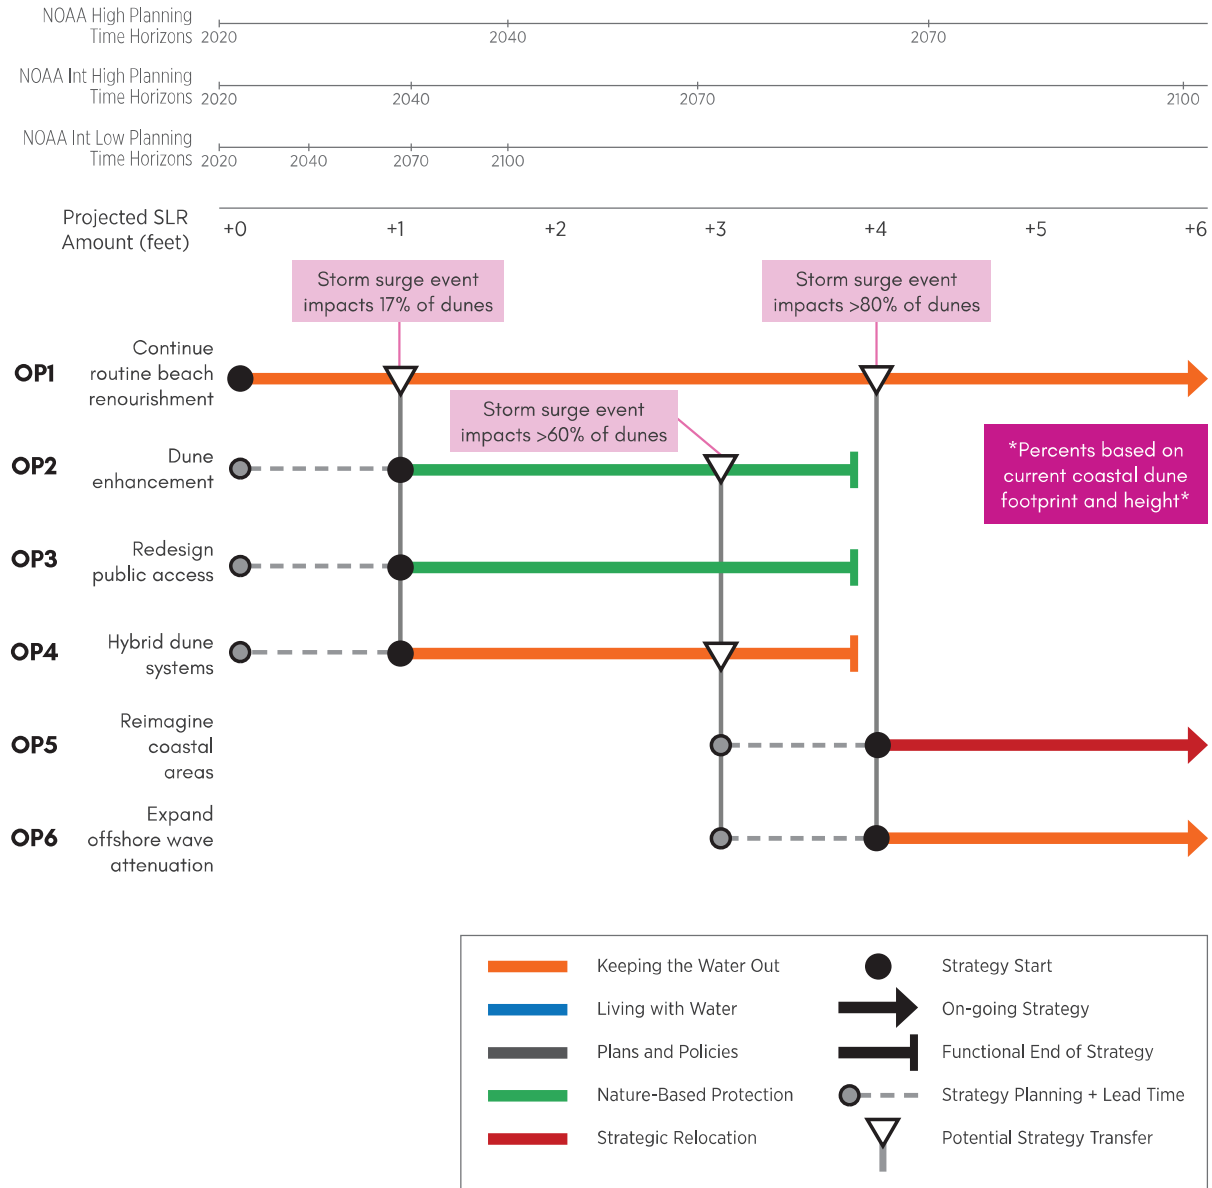 NOAA High Planning
Time Horizons
2020
2040
2070
NOAA Int High Planning
Time Horizons
2020
2040
2070
2100
NOAA Int Low Planning
Time Horizons
2020
2040
2070
2100
Projected SLR
Amount (feet)
+0
+1
+2
+3
+4
+5
+6
Storm surge event
impacts 17% of dunes
Storm surge event
impacts >80% of dunes
OP1
Continue
routine beach
renourishment
Storm surge event
impacts >60% of dunes
*Percents based on
current coastal dune
footprint and height*
OP2
Dune
enhancement
OP3
Redesign
public access
OP4
Hybrid dune
systems
OP5
Reimagine
coastal
areas
OP6
Expand
offshore wave
attenuation
Keeping the Water Out
Living with Water
Plans and Policies
Nature-Based Protection
Strategic Relocation
Strategy Start
On-going Strategy
Functional End of Strategy
Strategy Planning + Lead Time
Potential Strategy Transfer